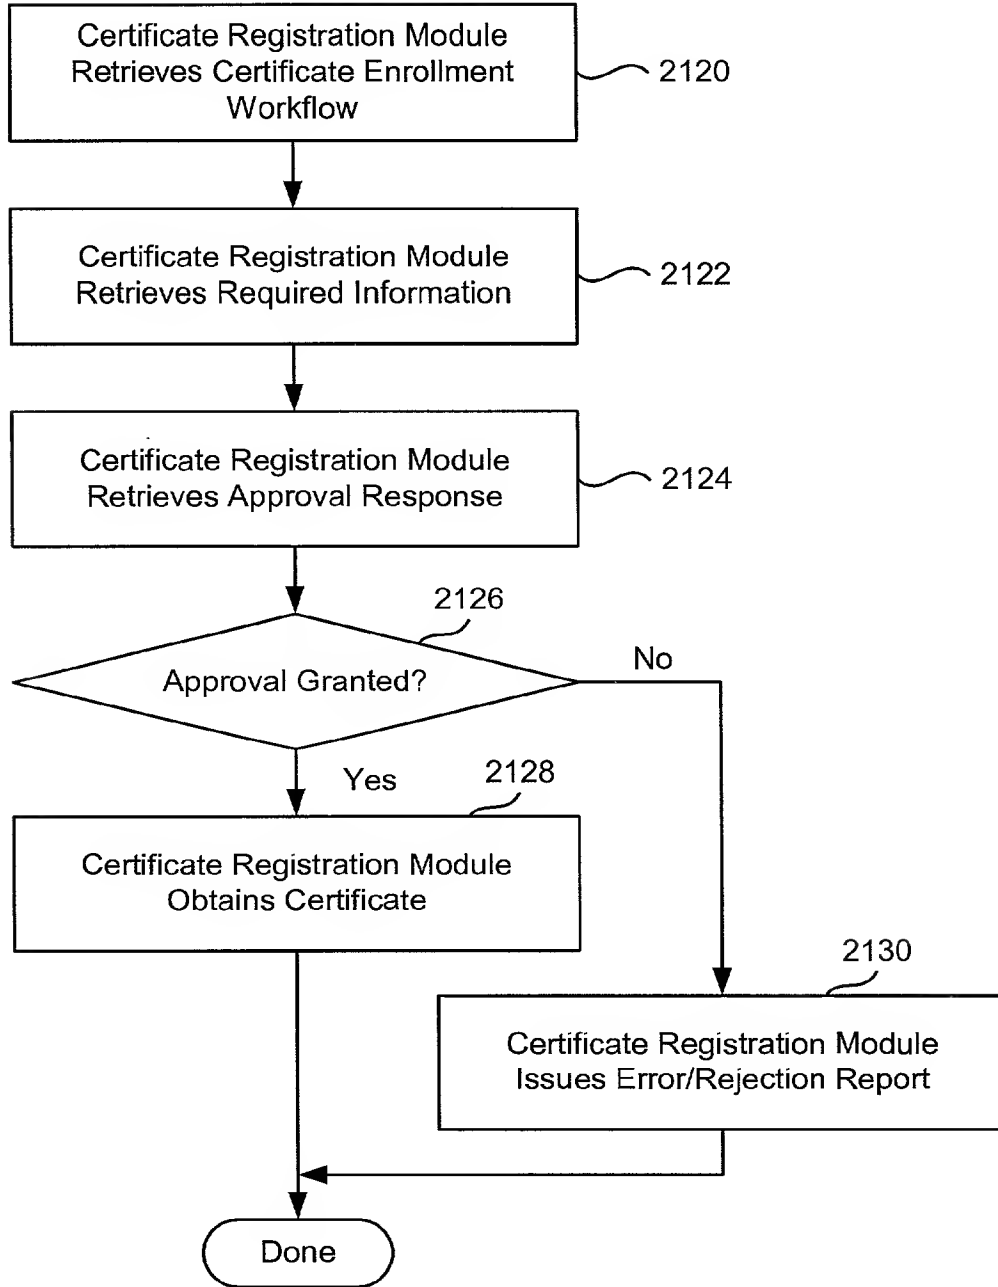 Certificate Registration Module
Retrieves Certificate Enrollment
Workflow
2120
Certificate Registration Module
Retrieves Required Information
2122
Certificate Registration Module
Retrieves Approval Response
2124
2126
Approval Granted?
No
Yes
2128
Certificate Registration Module
Obtains Certificate
2130
Certificate Registration Module
Issues Error/Rejection Report
Done